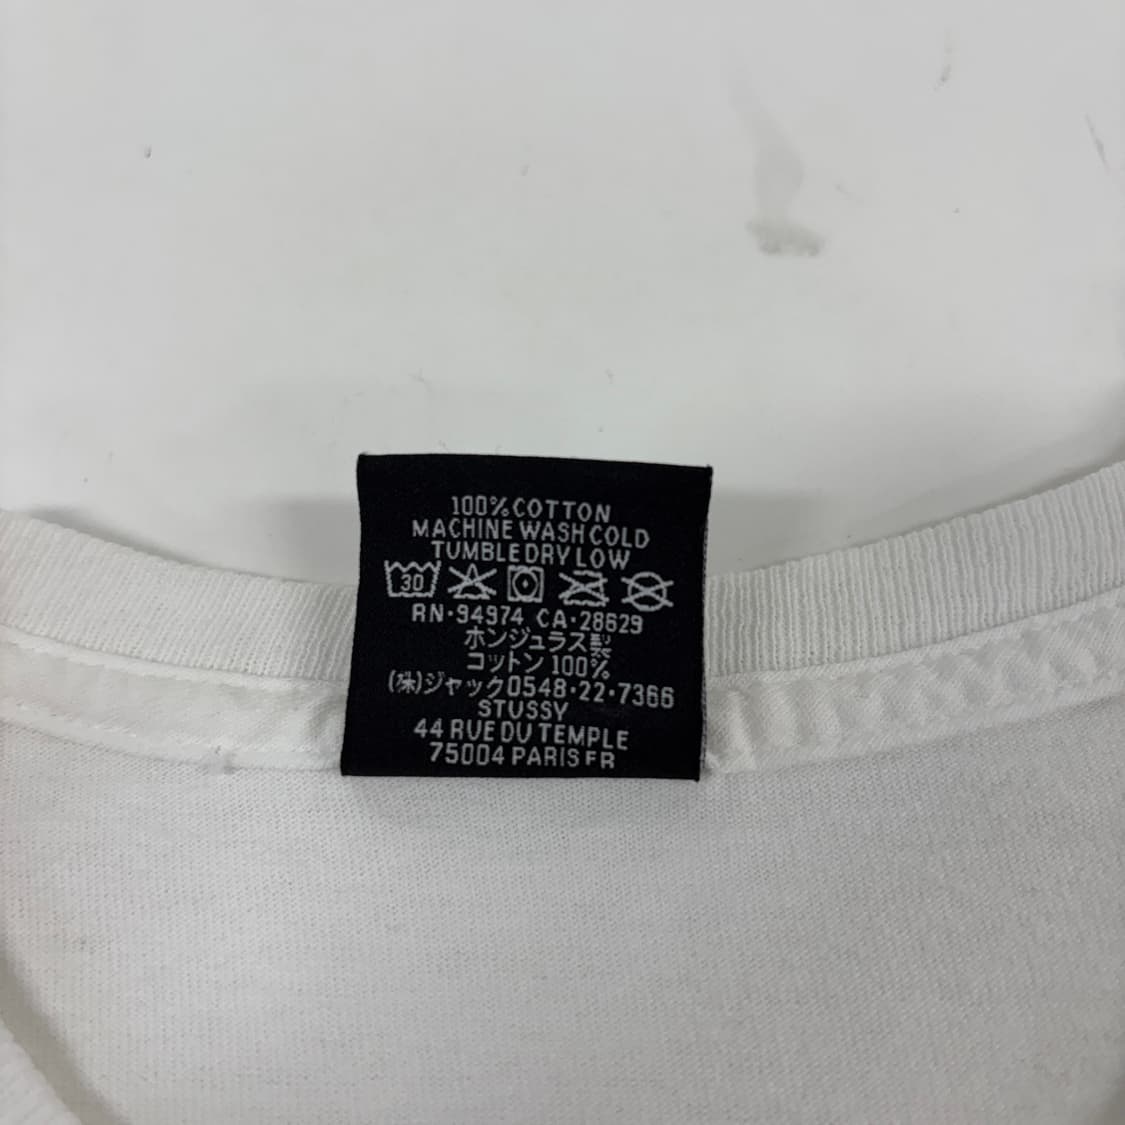 100% COTTON
MACHINE WASH COLD
TUMBLE DRY LOW
30
RN·94974 CA·28629
ホンジュラス製
コットン 100%
(株)ジャック0548·22·7366
STUSSY
44 RUE DU TEMPLE
75004 PARIS FR